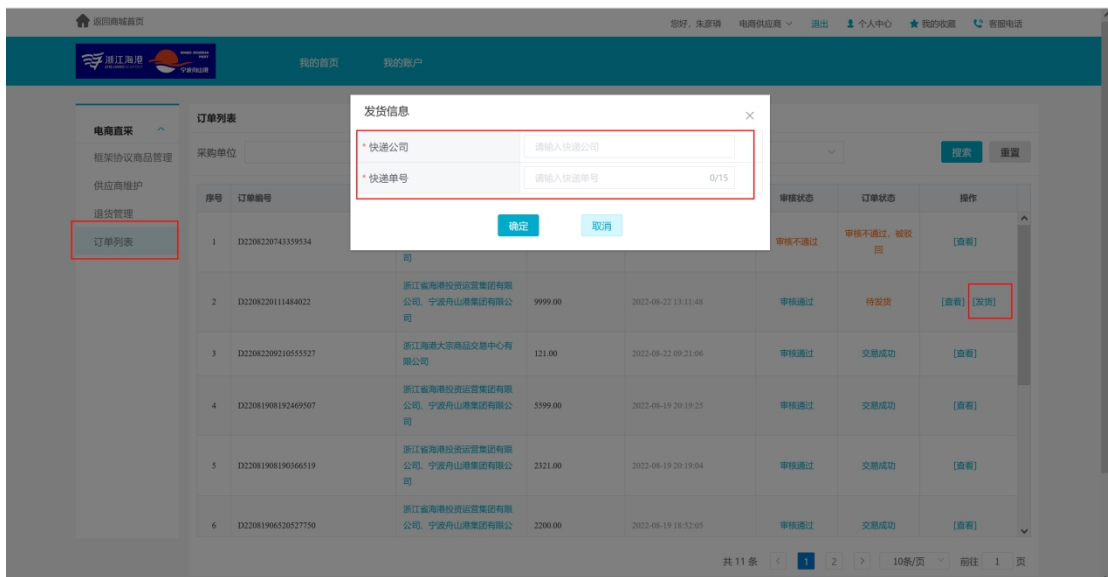 返回商城首页
您好，朱彦璘 电商供应商 退出 个人中心 我的收藏 客服电话
浙江海港
宁波舟山港
我的首页 我的账户
电商直采
框架协议商品管理
供应商维护
退货管理
订单列表
订单列表
采购单位
搜索 重置
发货信息
* 快递公司 请输入快递公司
* 快递单号 请输入快递单号 0/15
确定 取消
序号 订单编号 审核状态 订单状态 操作
1 D2208220743359534 司 审核不通过 审核不通过，被驳回 [查看]
2 D2208220111484022 浙江省海港投资运营集团有限公司，宁波舟山港集团有限公司 9999.00 2022-08-22 13:11:48 审核通过 待发货 [查看] [发货]
3 D2208220921055352​7 浙江海港大宗商品交易中心有限公司 121.00 2022-08-22 09:21:06 审核通过 交易成功 [查看]
4 D22081908192469507 浙江省海港投资运营集团有限公司，宁波舟山港集团有限公司 5599.00 2022-08-19 20:19:25 审核通过 交易成功 [查看]
5 D22081908190366519 浙江省海港投资运营集团有限公司，宁波舟山港集团有限公司 2321.00 2022-08-19 20:19:04 审核通过 交易成功 [查看]
6 D22081906520527750 浙江省海港投资运营集团有限公司，宁波舟山港集团有限公 2200.00 2022-08-19 18:52:05 审核通过 交易成功 [查看]
共 11 条 1 2 10条/页 前往 1 页